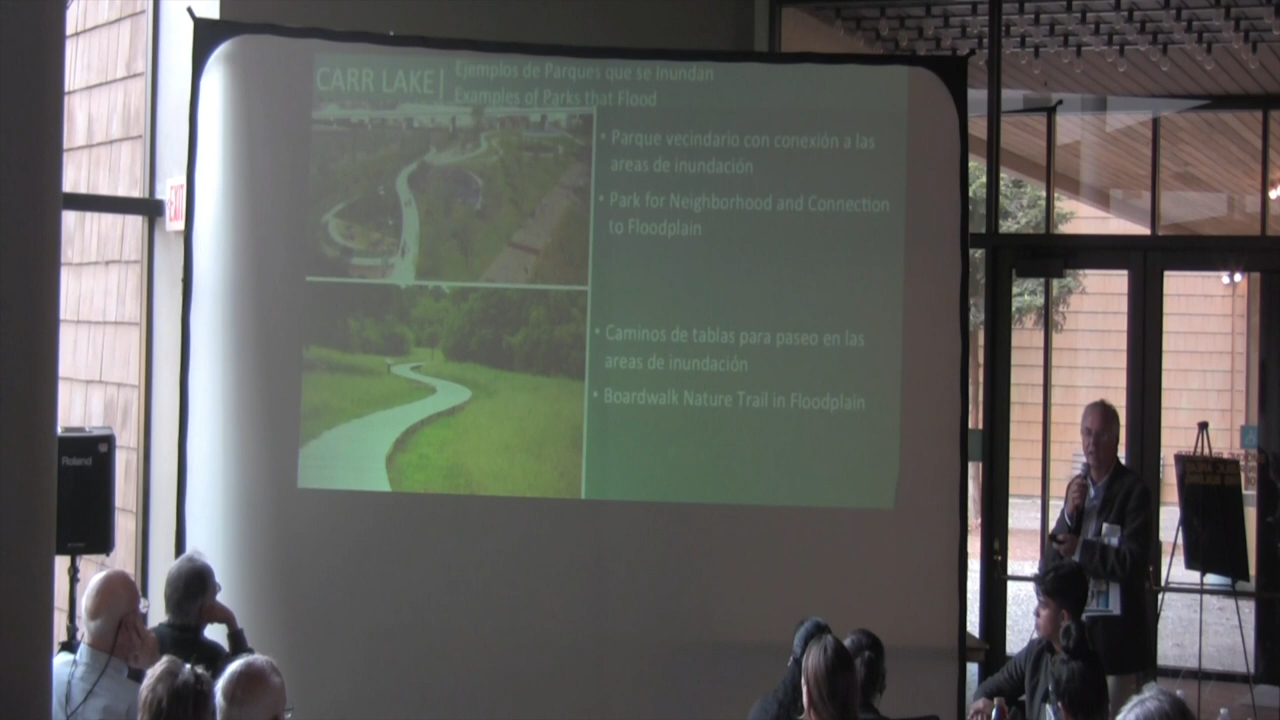 CARR LAKE|
Ejemplos de Parques que se Inundan
Examples of Parks that Flood
• Parque vecindario con conexión a las
areas de inundación
• Park for Neighborhood and Connection
to Floodplain
• Caminos de tablas para paseo en las
areas de inundación
• Boardwalk Nature Trail in Floodplain
EXIT
Roland